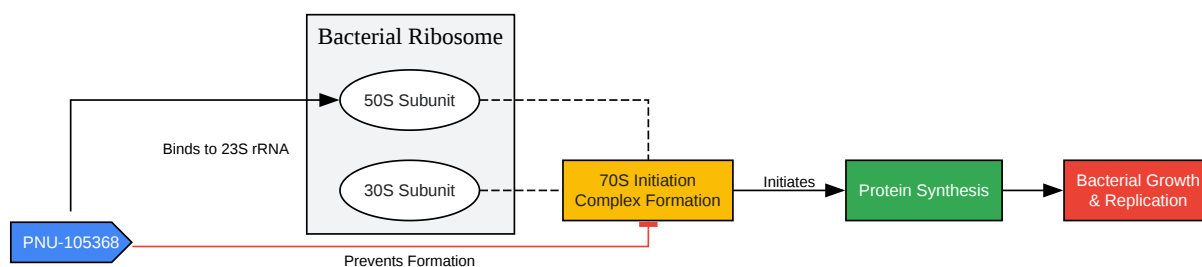 Bacterial Ribosome
50S Subunit
Binds to 23S rRNA
30S Subunit
70S Initiation
Complex Formation
Initiates
Protein Synthesis
Bacterial Growth
& Replication
PNU-105368
Prevents Formation